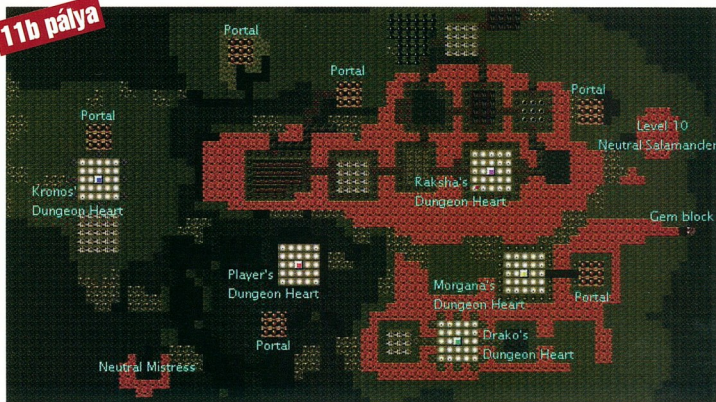 11b pálya
Portal
Portal
Portal
Portal
Level 10
Neutral Salamander
Kronos'
Dungeon Heart
Raksha's
Dungeon Heart
Gem block
Player's
Dungeon Heart
Morgana's
Dungeon Heart
Portal
Portal
Drako's
Dungeon Heart
Neutral Mistress